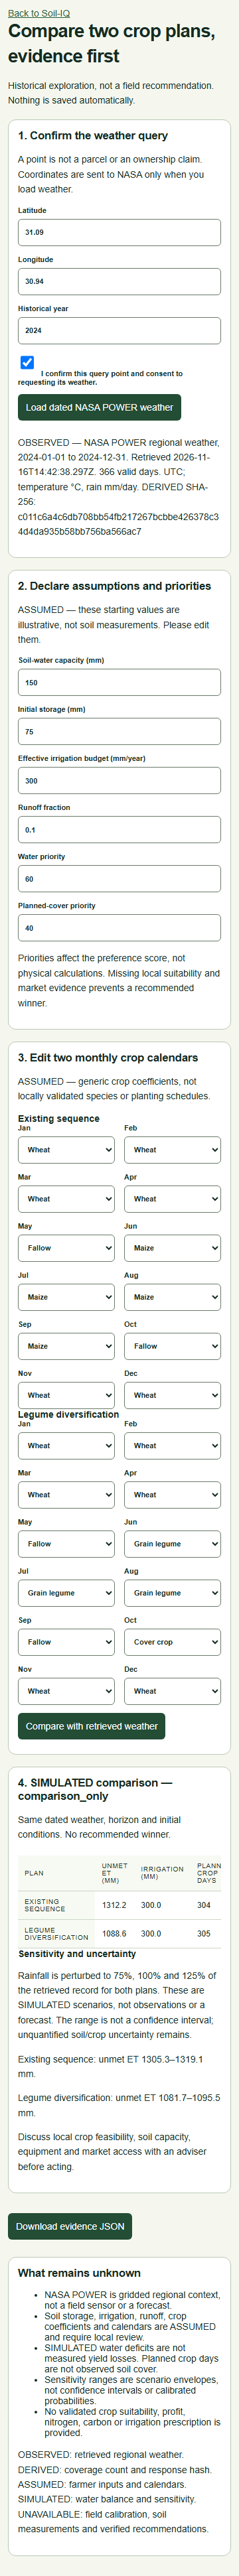 Back to Soil-IQ
Compare two crop plans,
evidence first
Historical exploration, not a field recommendation.
Nothing is saved automatically.
1. Confirm the weather query
A point is not a parcel or an ownership claim.
Coordinates are sent to NASA only when you
load weather.
Latitude
31.09
Longitude
30.94
Historical year
2024
I confirm this query point and consent to
requesting its weather.
Load dated NASA POWER weather
OBSERVED — NASA POWER regional weather,
2024-01-01 to 2024-12-31. Retrieved 2026-11-
16T14:42:38.297Z. 366 valid days. UTC;
temperature °C, rain mm/day. DERIVED SHA-
256:
c011c6a4c6db708bb54fb217267bcbbe426378c3
4d4da935b58bb756ba566ac7
2. Declare assumptions and priorities
ASSUMED — these starting values are
illustrative, not soil measurements. Please edit
them.
Soil-water capacity (mm)
150
Initial storage (mm)
75
Effective irrigation budget (mm/year)
300
Runoff fraction
0.1
Water priority
60
Planned-cover priority
40
Priorities affect the preference score, not
physical calculations. Missing local suitability and
market evidence prevents a recommended
winner.
3. Edit two monthly crop calendars
ASSUMED — generic crop coefficients, not
locally validated species or planting schedules.
Existing sequence
Jan Feb
Wheat Wheat
Mar Apr
Wheat Wheat
May Jun
Fallow Maize
Jul Aug
Maize Maize
Sep Oct
Maize Fallow
Nov Dec
Wheat Wheat
Legume diversification
Jan Feb
Wheat Wheat
Mar Apr
Wheat Wheat
May Jun
Fallow Grain legume
Jul Aug
Grain legume Grain legume
Sep Oct
Fallow Cover crop
Nov Dec
Wheat Wheat
Compare with retrieved weather
4. SIMULATED comparison —
comparison_only
Same dated weather, horizon and initial
conditions. No recommended winner.
PLAN UNMET ET (MM) IRRIGATION (MM) PLANN CROP DAYS
EXISTING SEQUENCE 1312.2 300.0 304
LEGUME DIVERSIFICATION 1088.6 300.0 305
Sensitivity and uncertainty
Rainfall is perturbed to 75%, 100% and 125% of
the retrieved record for both plans. These are
SIMULATED scenarios, not observations or a
forecast. The range is not a confidence interval;
unquantified soil/crop uncertainty remains.
Existing sequence: unmet ET 1305.3–1319.1
mm.
Legume diversification: unmet ET 1081.7–1095.5
mm.
Discuss local crop feasibility, soil capacity,
equipment and market access with an adviser
before acting.
Download evidence JSON
What remains unknown
• NASA POWER is gridded regional context,
not a field sensor or a forecast.
• Soil storage, irrigation, runoff, crop
coefficients and calendars are ASSUMED
and require local review.
• SIMULATED water deficits are not
measured yield losses. Planned crop days
are not observed soil cover.
• Sensitivity ranges are scenario envelopes,
not confidence intervals or calibrated
probabilities.
• No validated crop suitability, profit,
nitrogen, carbon or irrigation prescription is
provided.
OBSERVED: retrieved regional weather.
DERIVED: coverage count and response hash.
ASSUMED: farmer inputs and calendars.
SIMULATED: water balance and sensitivity.
UNAVAILABLE: field calibration, soil
measurements and verified recommendations.